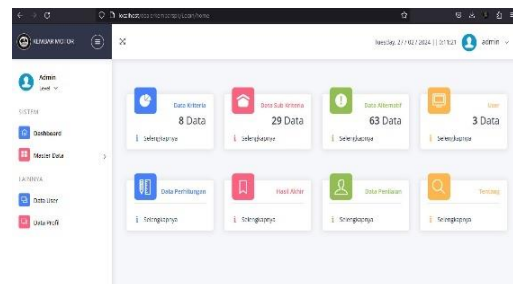 KEMBAR MOTOR
admin
Admin
Level
SISTEM
Dashboard
Master Data
LAINNYA
Data User
Data Profil
Data Kriteria
8 Data
Selengkapnya
Data Sub Kriteria
29 Data
Selengkapnya
Data Alternatif
63 Data
Selengkapnya
User
3 Data
Selengkapnya
Data Perhitungan
Selengkapnya
Hasil Akhir
Selengkapnya
Data Penilaian
Selengkapnya
Tentang
Selengkapnya